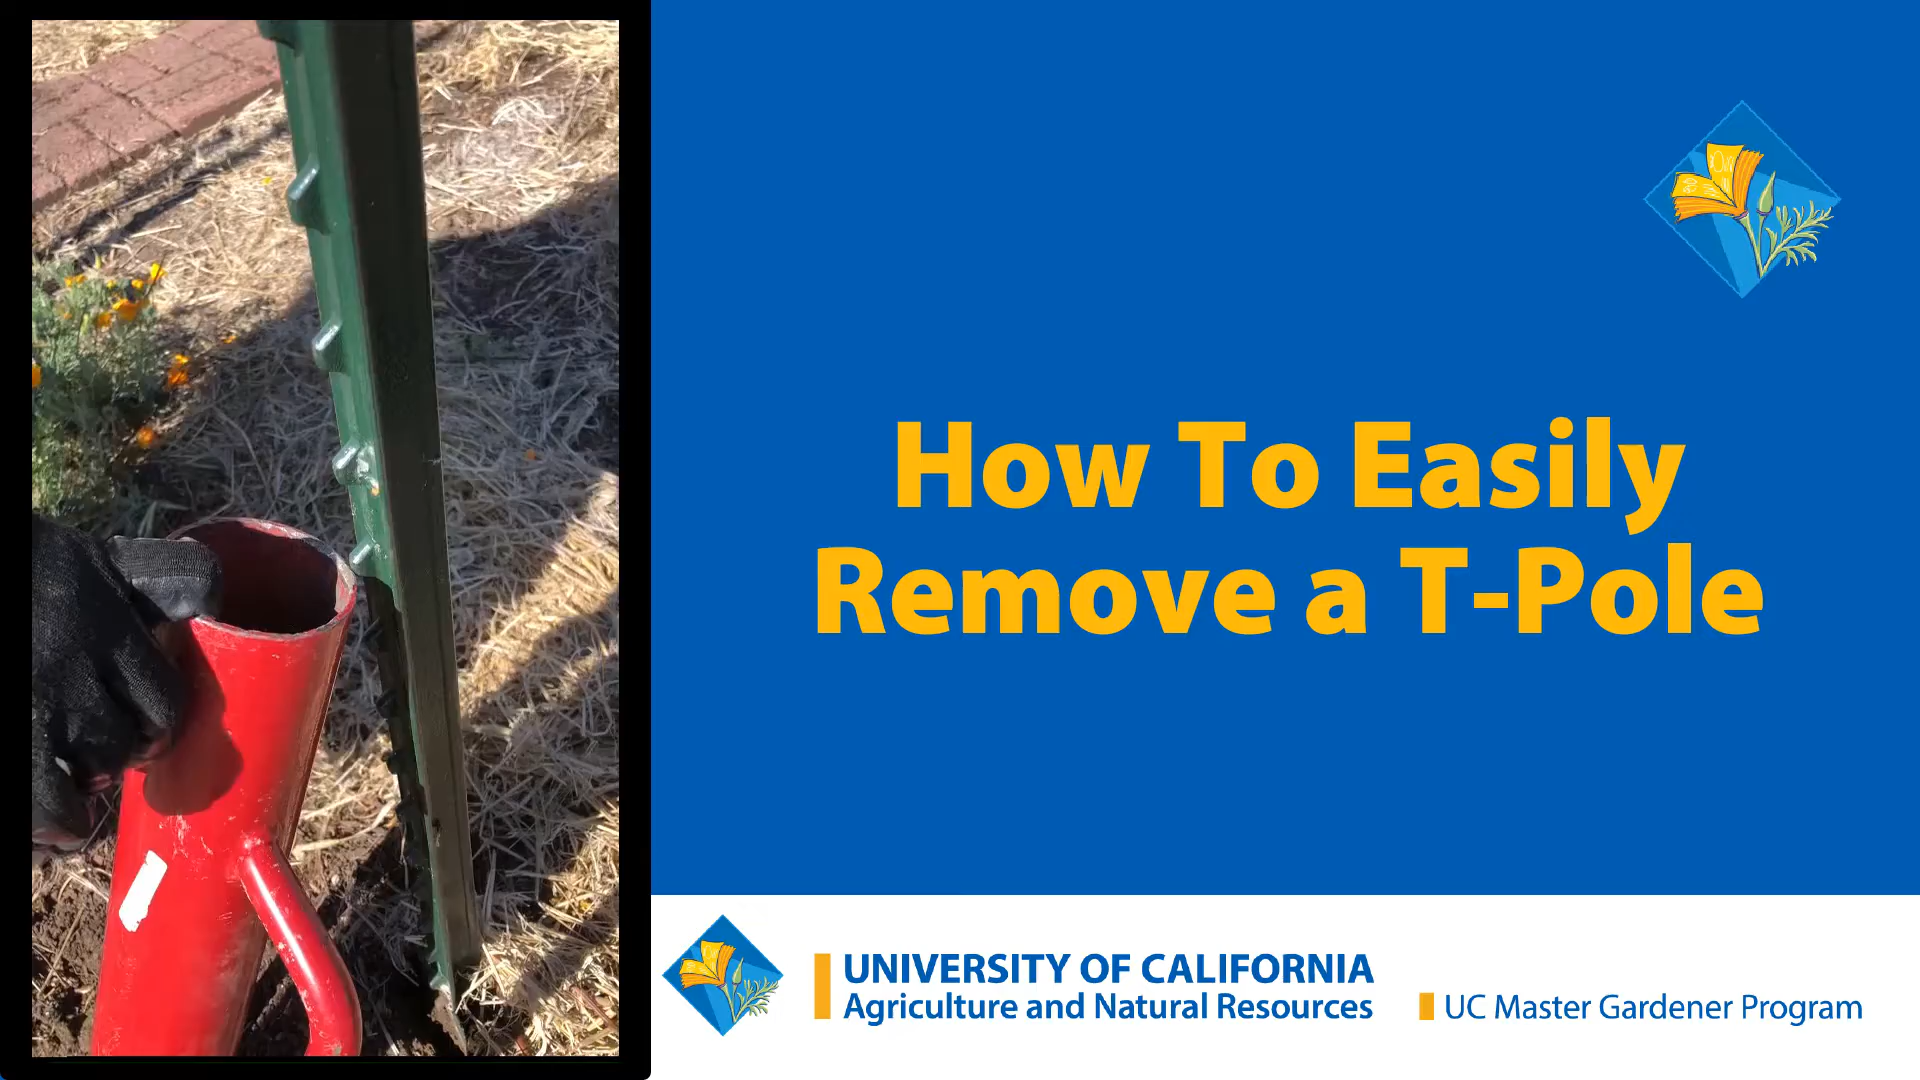 How To Easily
Remove a T-Pole
UNIVERSITY OF CALIFORNIA
Agriculture and Natural Resources
UC Master Gardener Program